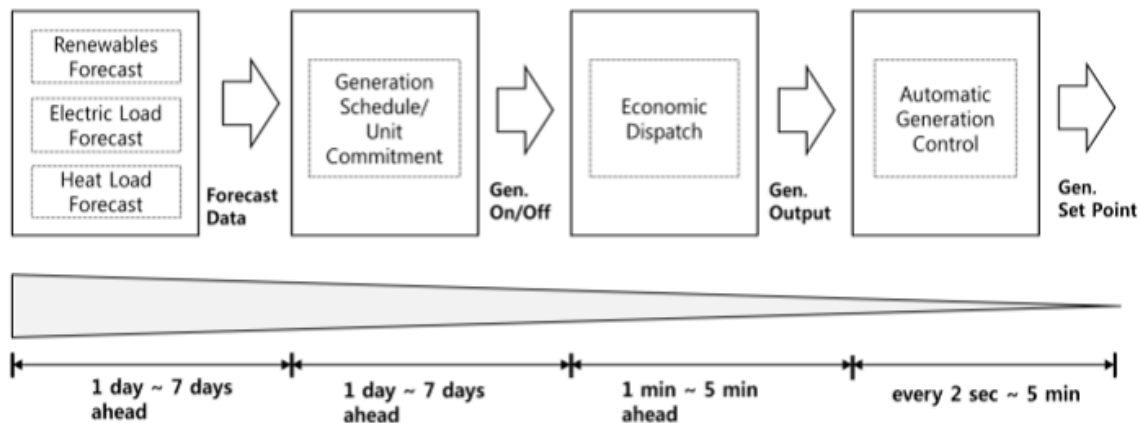 Renewables
Forecast
Electric Load
Forecast
Heat Load
Forecast
Forecast
Data
Generation
Schedule/
Unit
Commitment
Gen.
On/Off
Economic
Dispatch
Gen.
Output
Automatic
Generation
Control
Gen.
Set Point
1 day ~ 7 days
ahead
1 day ~ 7 days
ahead
1 min ~ 5 min
ahead
every 2 sec ~ 5 min